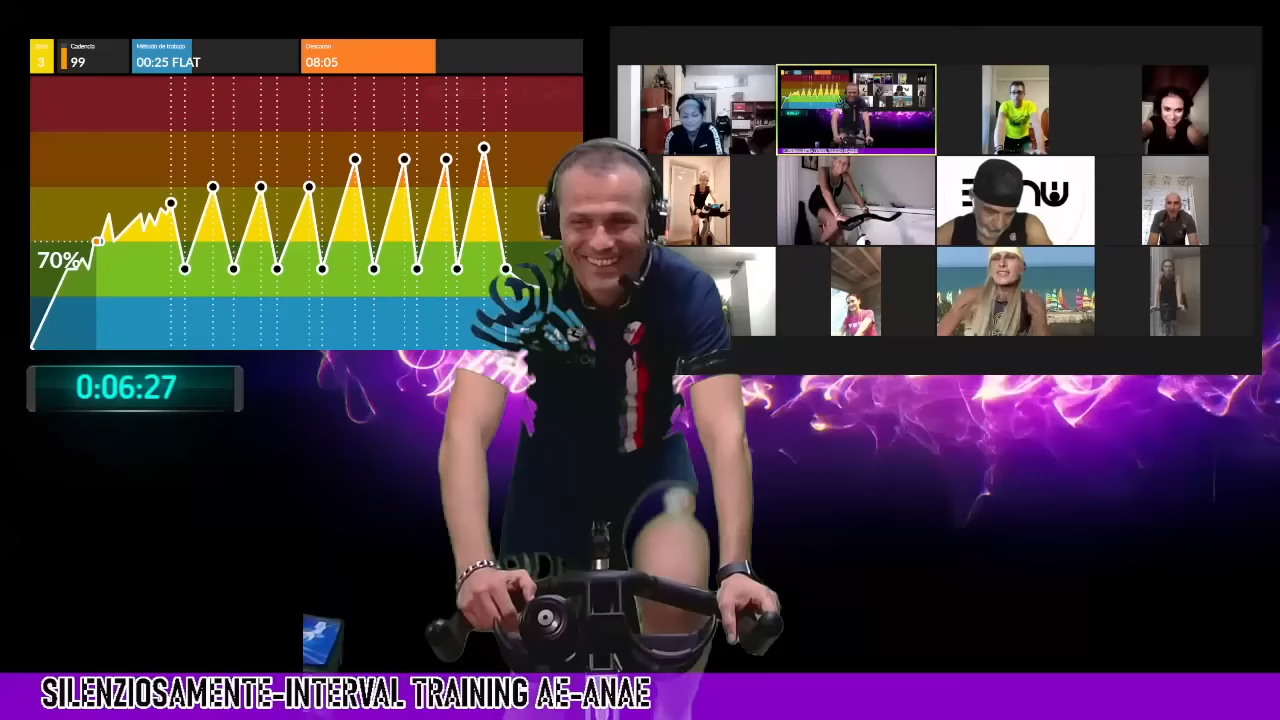 Cadencia
Método de trabajo
Descanso
3
99
00:25 FLAT
08:05
70%
0:06:27
SILENZIOSAMENTE-INTERVAL TRAINING AE-ANAE